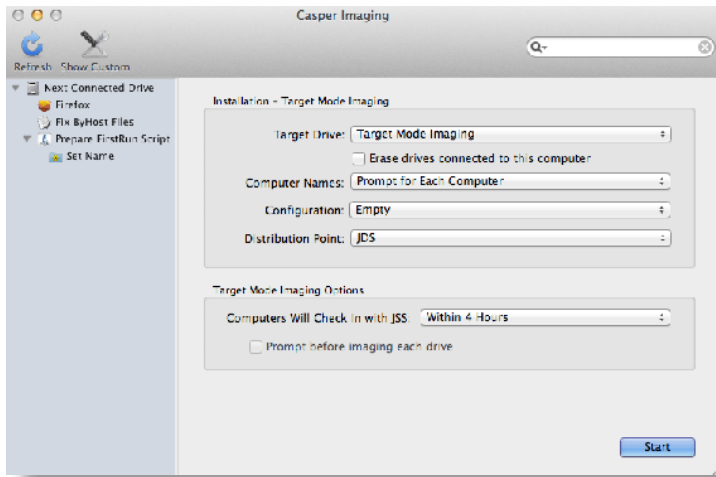 Casper Imaging
Refresh Show Custom
Next Connected Drive
Firefox
Fix ByHost Files
Prepare FirstRun Script
Set Name
Installation - Target Mode Imaging
Target Drive: Target Mode Imaging
Erase drives connected to this computer
Computer Names: Prompt for Each Computer
Configuration: Empty
Distribution Point: JDS
Target Mode Imaging Options
Computers Will Check In with JSS: Within 4 Hours
Prompt before imaging each drive
Start